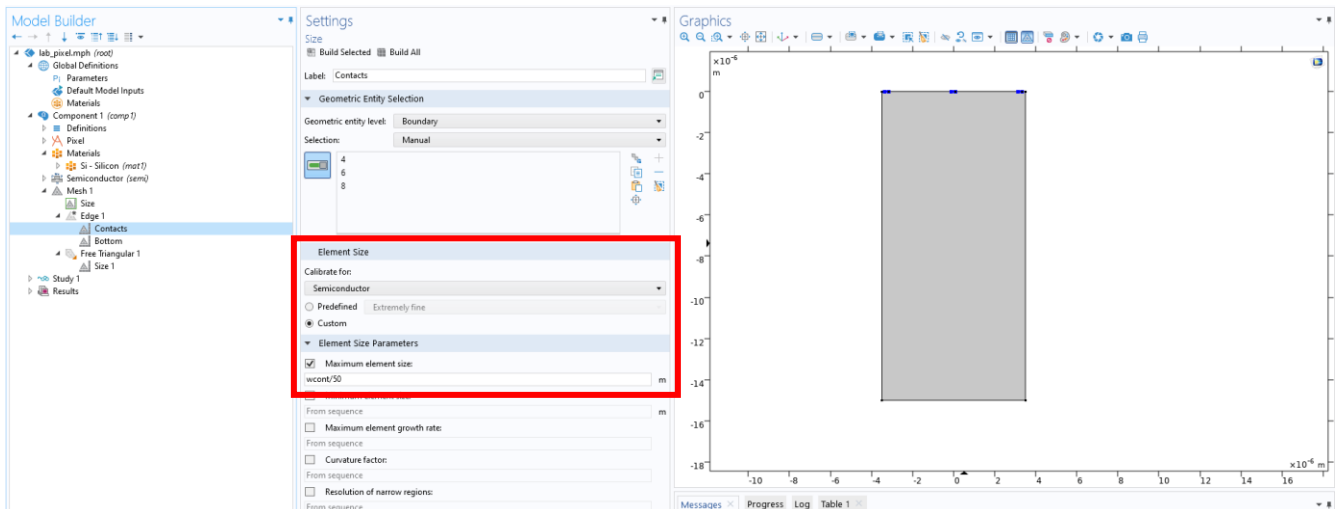 Model Builder
lab_pixel.mph (root)
Global Definitions
Pi Parameters
Default Model Inputs
Materials
Component 1 (comp1)
Definitions
Pixel
Materials
Si - Silicon (mat1)
Semiconductor (semi)
Mesh 1
Size
Edge 1
Contacts
Bottom
Free Triangular 1
Size 1
Study 1
Results
Settings
Size
Build Selected Build All
Label: Contacts
Geometric Entity Selection
Geometric entity level: Boundary
Selection: Manual
4
6
8
Element Size
Calibrate for:
Semiconductor
Predefined Extremely fine
Custom
Element Size Parameters
Maximum element size:
wcont/50 m
From sequence m
Maximum element growth rate:
From sequence
Curvature factor:
From sequence
Resolution of narrow regions:
From sequence
Graphics
×10⁻⁶
m
0
-2
-4
-6
-8
-10
-12
-14
-16
-18
×10⁻⁶ m
-10 -8 -6 -4 -2 0 2 4 6 8 10 12 14 16
Messages Progress Log Table 1